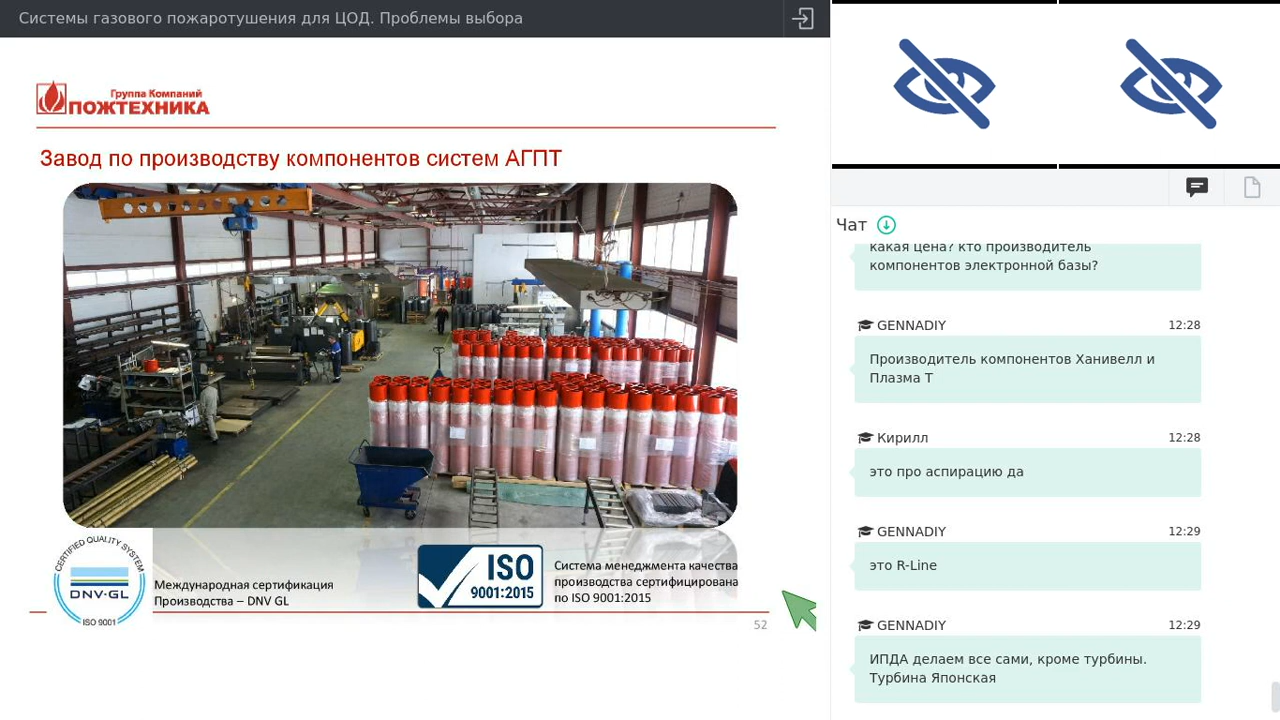 Системы газового пожаротушения для ЦОД. Проблемы выбора
Группа Компаний
ПОЖТЕХНИКА
Завод по производству компонентов систем АГПТ
CERTIFIED QUALITY SYSTEM
DNV·GL
ISO 9001
Международная сертификация
Производства – DNV GL
ISO
9001:2015
Система менеджмента качества
производства сертифицирована
по ISO 9001:2015
52
Чат
какая цена? кто производитель
компонентов электронной базы?
GENNADIY 12:28
Производитель компонентов Ханивелл и
Плазма Т
Кирилл 12:28
это про аспирацию да
GENNADIY 12:29
это R-Line
GENNADIY 12:29
ИПДА делаем все сами, кроме турбины.
Турбина Японская